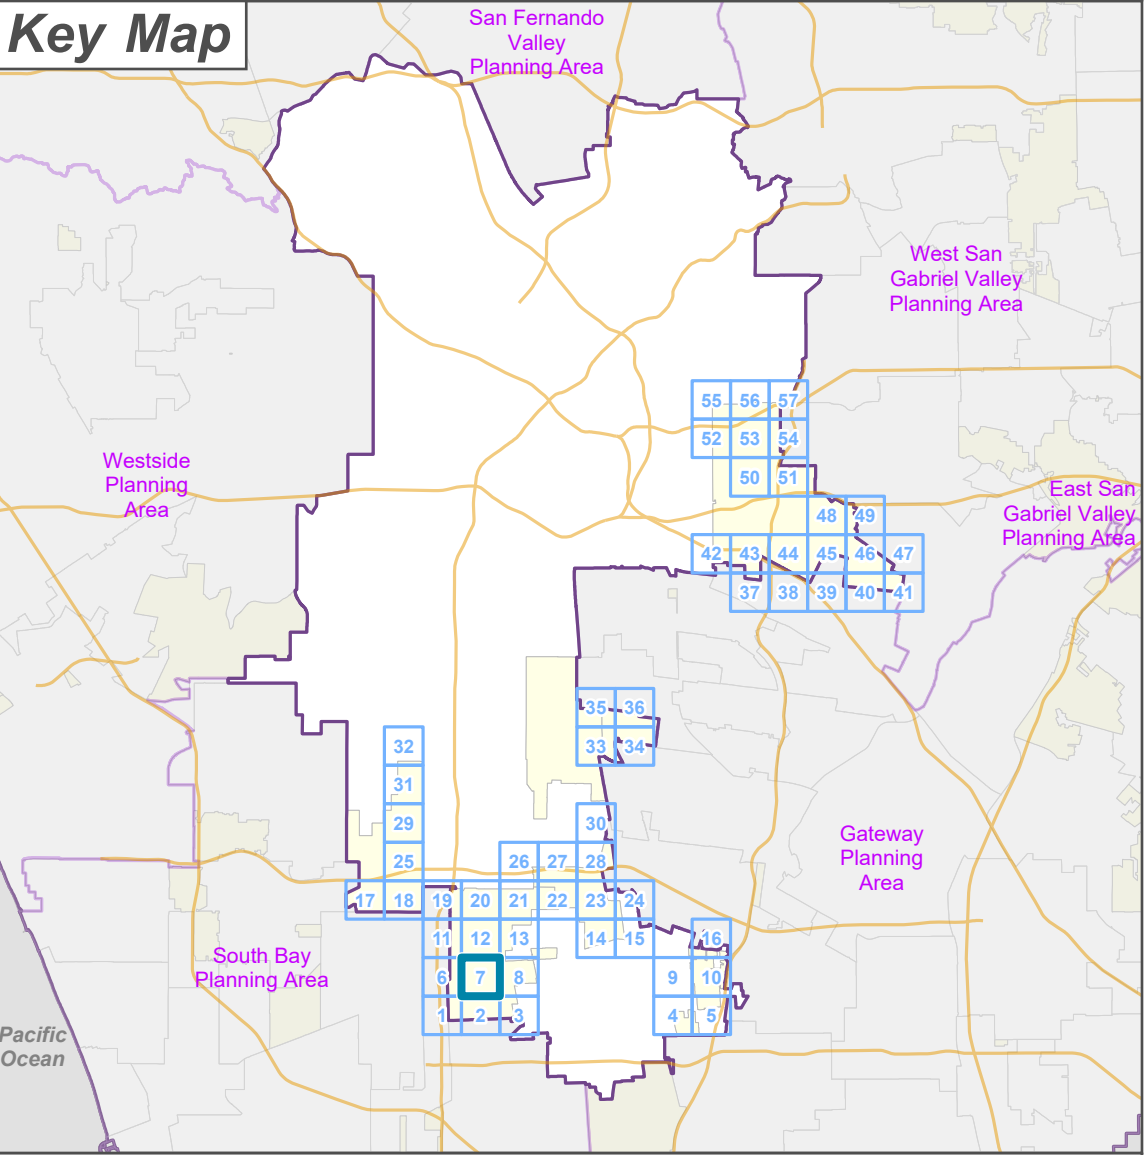 Key Map
San Fernando
Valley
Planning Area
West San
Gabriel Valley
Planning Area
55 56 57
52 53 54
Westside
Planning
Area
50 51
East San
Gabriel Valley
Planning Area
48 49
42 43 44 45 46 47
37 38 39 40 41
35 36
32
33 34
31
29
30
Gateway
Planning
Area
25
26 27 28
17 18 19 20 21 22 23 24
11 12 13
14 15
16
South Bay
Planning Area
6 7 8
9 10
1 2 3
4 5
Pacific
Ocean